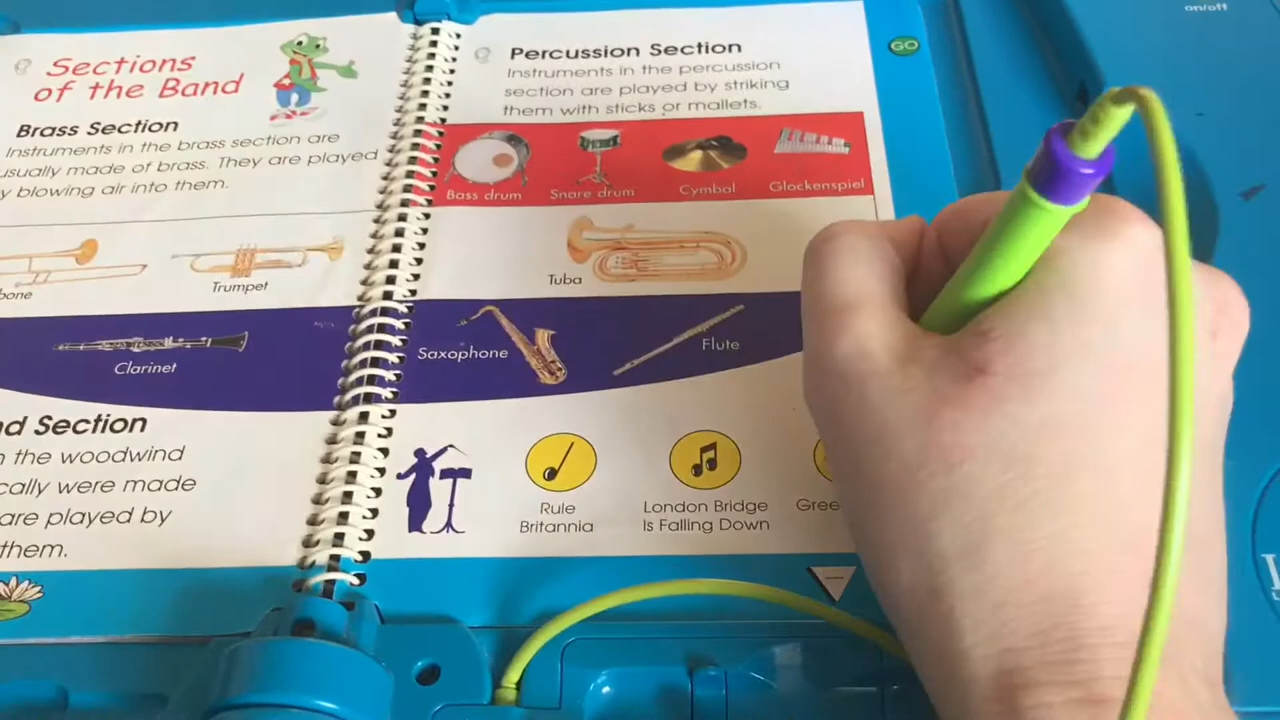 on/off
GO
Sections
of the Band
Brass Section
Instruments in the brass section are
usually made of brass. They are played
y blowing air into them.
bone
Trumpet
Clarinet
nd Section
n the woodwind
cally were made
are played by
them.
Percussion Section
Instruments in the percussion
section are played by striking
them with sticks or mallets.
Bass drum
Snare drum
Cymbal
Glockenspiel
Tuba
Saxophone
Flute
Rule
Britannia
London Bridge
Is Falling Down
Gree